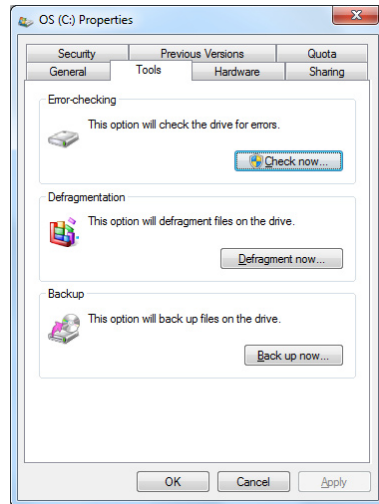 OS (C:) Properties
Security Previous Versions Quota
General Tools Hardware Sharing
Error-checking
This option will check the drive for errors.
Check now...
Defragmentation
This option will defragment files on the drive.
Defragment now...
Backup
This option will back up files on the drive.
Back up now...
OK Cancel Apply